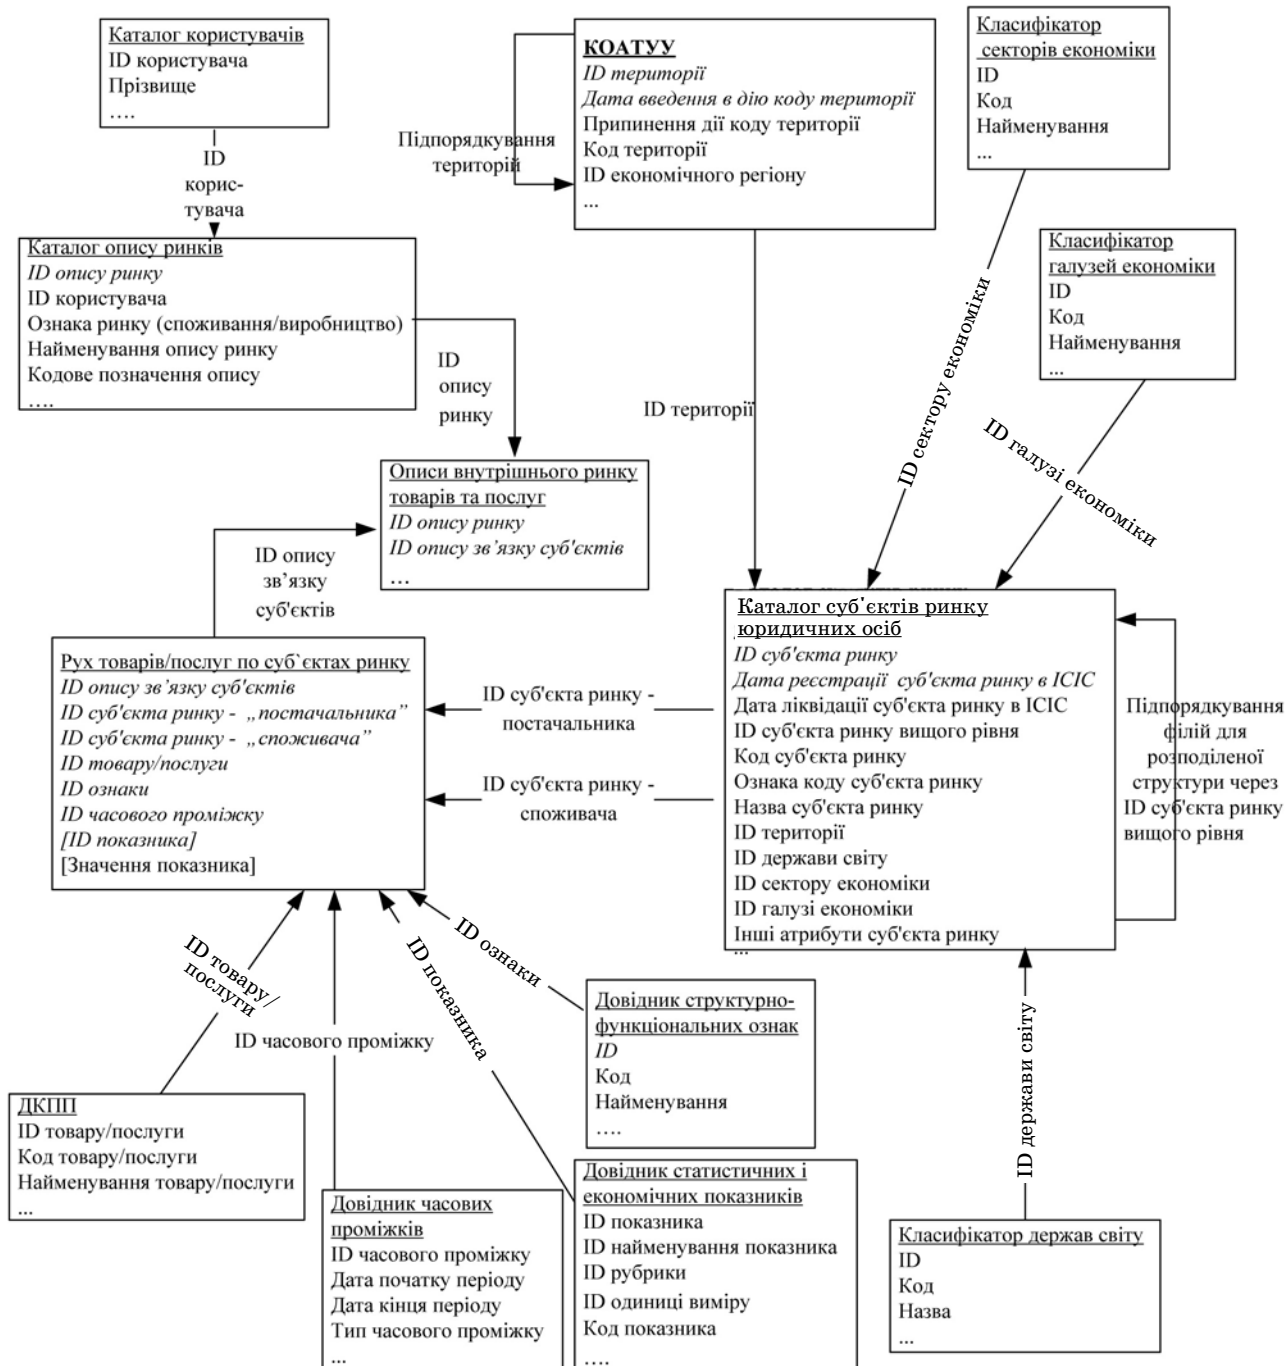 Каталог користувачів
ID користувача
Прізвище
….
ID
корис-
тувача
КОАТУУ
ID території
Дата введення в дію коду території
Припинення дії коду території
Код території
ID економічного регіону
...
Підпорядкування
територій
Класифікатор
секторів економіки
ID
Код
Найменування
...
Класифікатор
галузей економіки
ID
Код
Найменування
...
Каталог опису ринків
ID опису ринку
ID користувача
Ознака ринку (споживання/виробництво)
Найменування опису ринку
Кодове позначення опису
….
ID
опису
ринку
ID території
ID сектору економіки
ID галузі економіки
Описи внутрішнього ринку
товарів та послуг
ID опису ринку
ID опису зв’язку суб'єктів
…
ID опису
зв’язку
суб'єктів
Рух товарів/послуг по суб`єктах ринку
ID опису зв’язку суб'єктів
ID суб'єкта ринку - „постачальника”
ID суб'єкта ринку - „споживача”
ID товару/послуги
ID ознаки
ID часового проміжку
[ID показника]
[Значення показника]
ID суб'єкта ринку -
постачальника
ID суб'єкта ринку -
споживача
Каталог суб'єктів ринку
юридичних осіб
ID суб'єкта ринку
Дата реєстрації суб'єкта ринку в ІСІС
Дата ліквідації суб'єкта ринку в ІСІС
ID суб'єкта ринку вищого рівня
Код суб'єкта ринку
Ознака коду суб'єкта ринку
Назва суб'єкта ринку
ID території
ID держави світу
ID сектору економіки
ID галузі економіки
Інші атрибути суб'єкта ринку
...
Підпорядкування
філій для
розподіленої
структури через
ID суб'єкта ринку
вищого рівня
ID товару/
послуги
ID часового проміжку
ID показника
ID ознаки
ID держави світу
Довідник структурно-
функціональних ознак
ID
Код
Найменування
….
ДКПП
ID товару/послуги
Код товару/послуги
Найменування товару/послуги
...
Довідник часових
проміжків
ID часового проміжку
Дата початку періоду
Дата кінця періоду
Тип часового проміжку
...
Довідник статистичних і
економічних показників
ID показника
ID найменування показника
ID рубрики
ID одиниці виміру
Код показника
….
Класифікатор держав світу
ID
Код
Назва
...